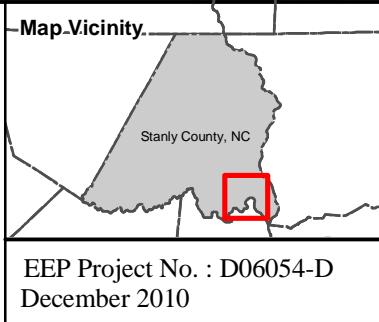 Map Vicinity
Stanly County, NC
EEP Project No. : D06054-D
December 2010